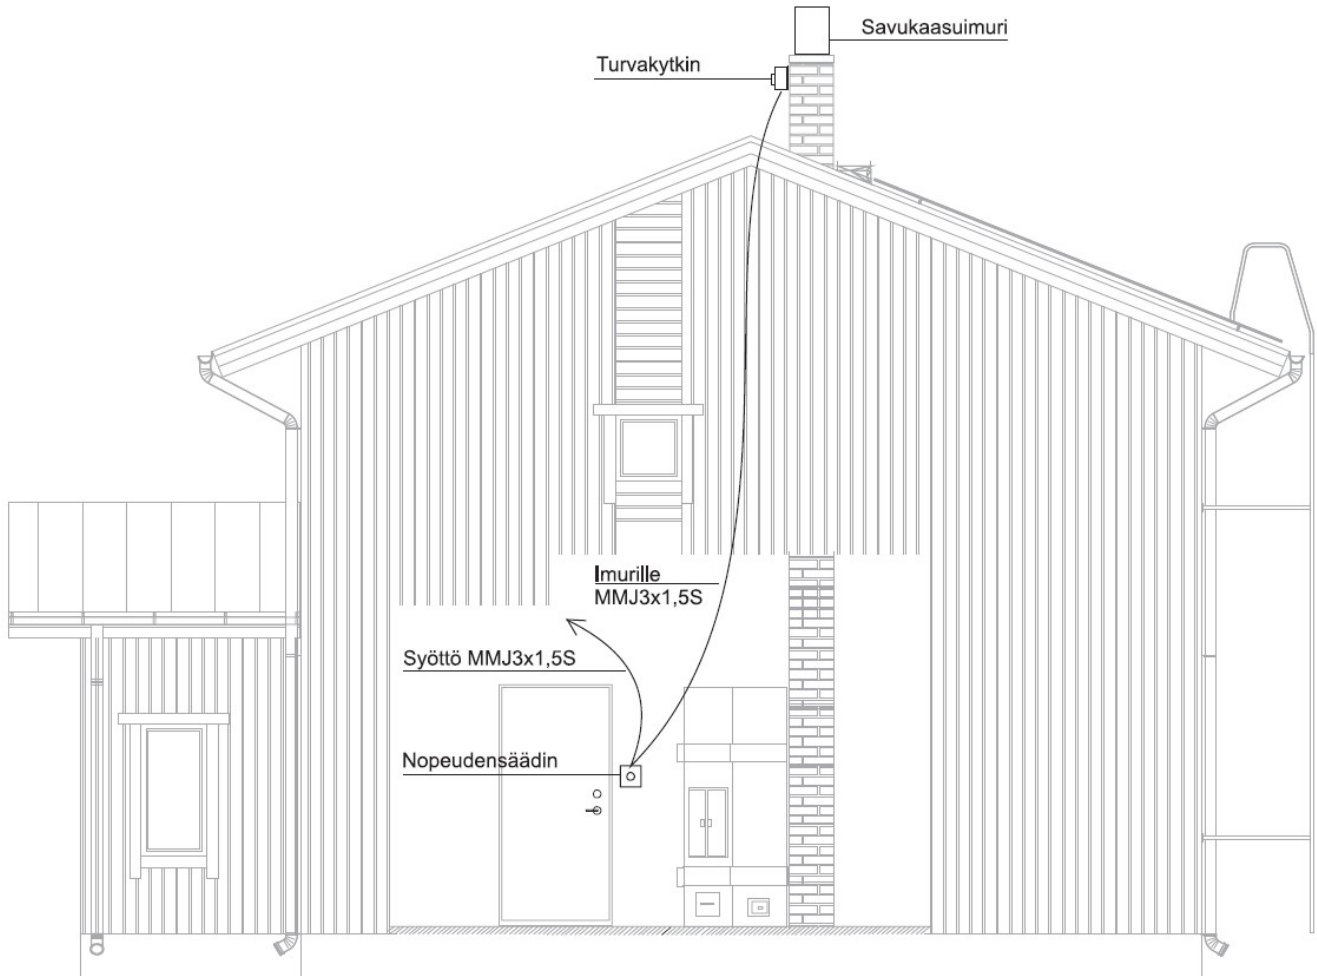 Savukaasuimuri
Turvakytkin
Imurille
MMJ3x1,5S
Syöttö MMJ3x1,5S
Nopeudensäädin